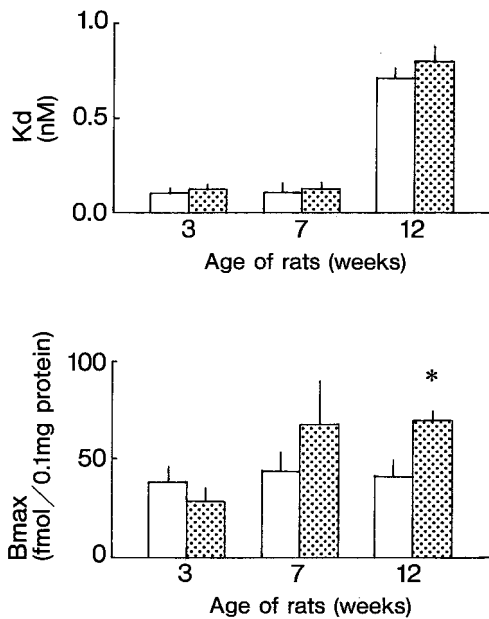 1.0
Kd
(nM)
0.5
0.0
3 7 12
Age of rats (weeks)
100
*
Bmax
(fmol/0.1mg protein)
50
0
3 7 12
Age of rats (weeks)